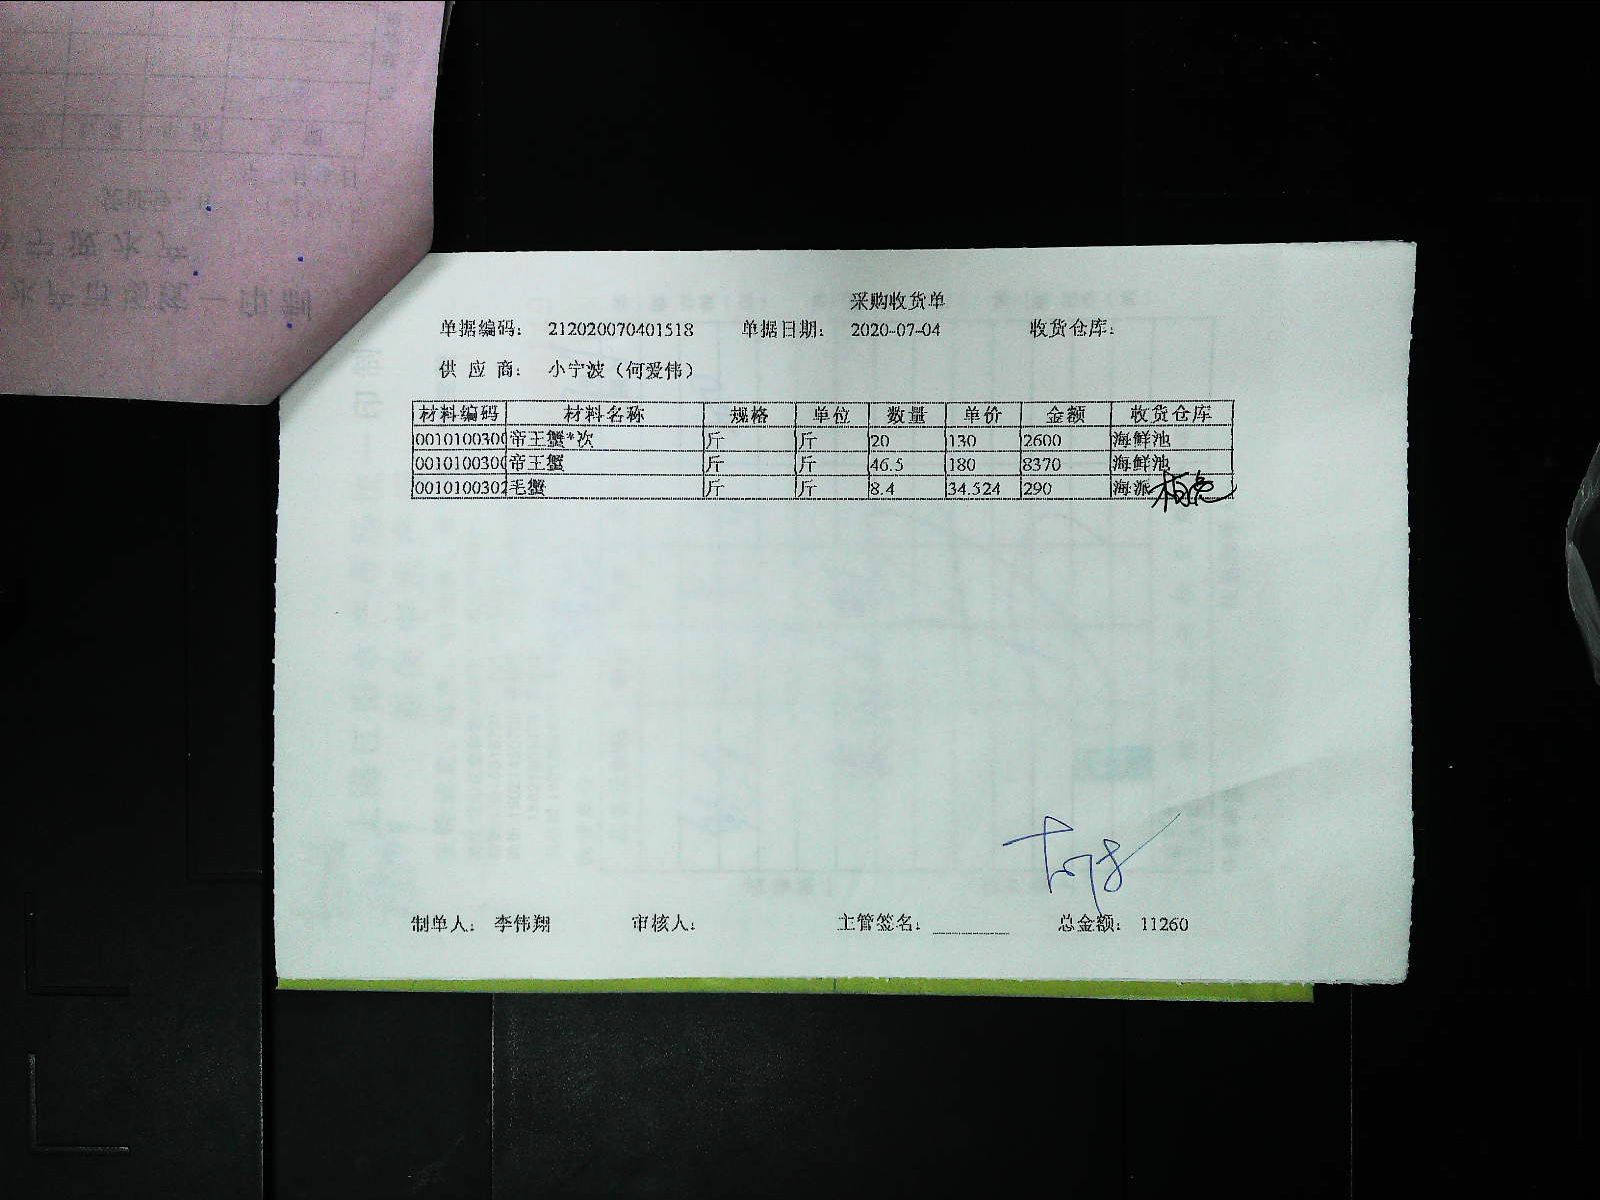 采购收货单
单据编码： 212020070401518 单据日期： 2020-07-04 收货仓库：
供 应 商： 小宁波（何爱伟）
材料编码 材料名称 规格 单位 数量 单价 金额 收货仓库
0010100300 帝王蟹*次 斤 斤 20 130 2600 海鲜池
0010100300 帝王蟹 斤 斤 46.5 180 8370 海鲜池
0010100302 毛蟹 斤 斤 8.4 34.524 290 海派
制单人： 李伟翔 审核人： 主管签名： 总金额： 11260